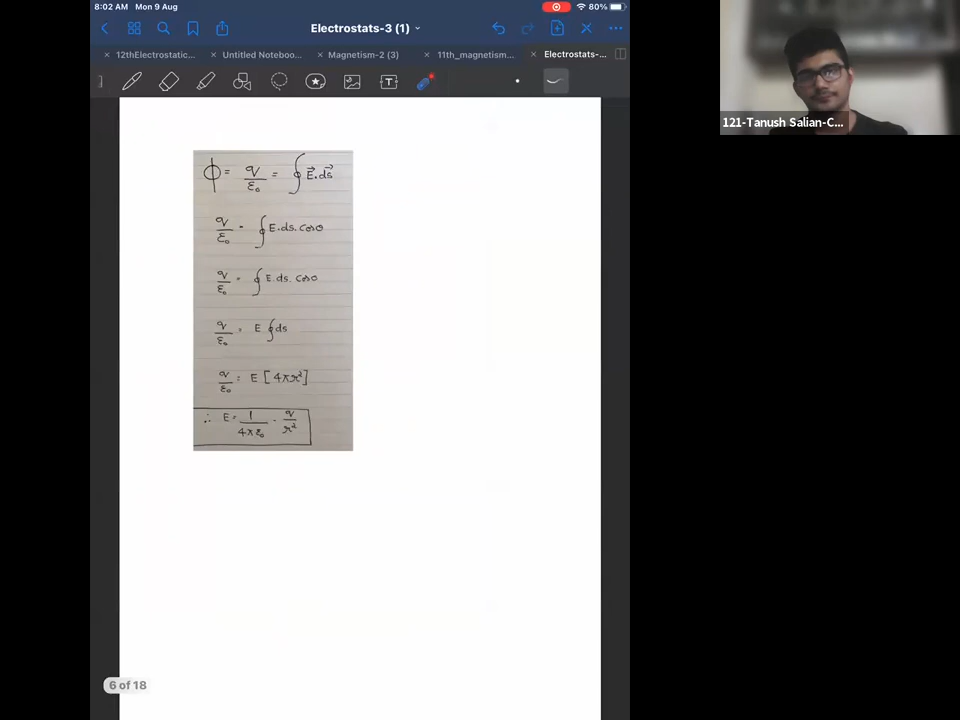 8:02 AM Mon 9 Aug
80%
Electrostats-3 (1)
12thElectrostatic...
Untitled Noteboo...
Magnetism-2 (3)
11th_magnetism...
Electrostats-...
T
121-Tanush Salian-C...
ϕ = q/ε₀ = ∮ E⃗.ds⃗
q/ε₀ = ∮ E.ds.cosθ
q/ε₀ = ∮ E.ds.cosθ
q/ε₀ = E ∮ds
q/ε₀ = E [4πr²]
∴ E = 1/4πε₀ . q/r²
6 of 18